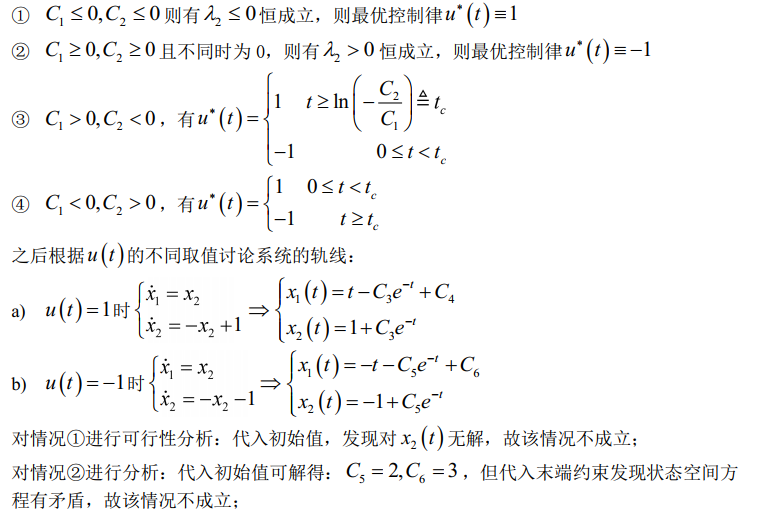 ① C₁ ≤ 0, C₂ ≤ 0 则有 λ₂ ≤ 0 恒成立，则最优控制律 u*(t) ≡ 1
② C₁ ≥ 0, C₂ ≥ 0 且不同时为 0，则有 λ₂ > 0 恒成立，则最优控制律 u*(t) ≡ −1
③ C₁ > 0, C₂ < 0，有 u*(t) = { 1 t ≥ ln(−C₂/C₁) ≜ t_c
−1 0 ≤ t < t_c
④ C₁ < 0, C₂ > 0，有 u*(t) = { 1 0 ≤ t < t_c
−1 t ≥ t_c
之后根据 u(t) 的不同取值讨论系统的轨线：
a) u(t) = 1 时 { ẋ₁ = x₂ ⇒ { x₁(t) = t − C₃e⁻ᵗ + C₄
ẋ₂ = −x₂ + 1 x₂(t) = 1 + C₃e⁻ᵗ
b) u(t) = −1 时 { ẋ₁ = x₂ ⇒ { x₁(t) = −t − C₅e⁻ᵗ + C₆
ẋ₂ = −x₂ − 1 x₂(t) = −1 + C₅e⁻ᵗ
对情况①进行可行性分析：代入初始值，发现对 x₂(t) 无解，故该情况不成立；
对情况②进行分析：代入初始值可解得：C₅ = 2, C₆ = 3，但代入末端约束发现状态空间方
程有矛盾，故该情况不成立；